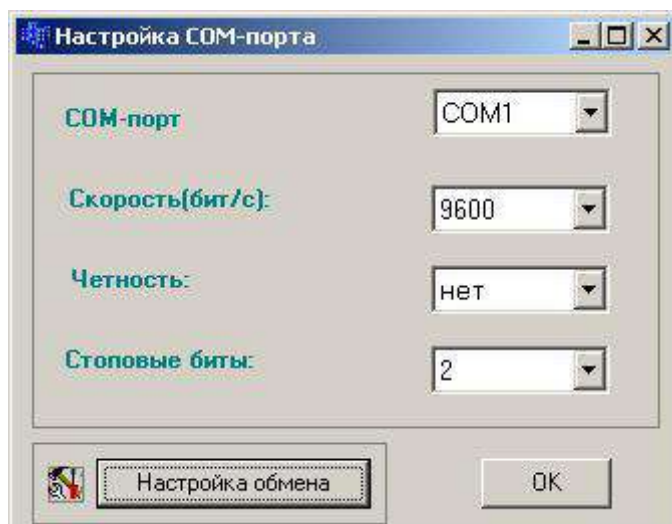 Настройка COM-порта
COM-порт
COM1
Скорость(бит/с):
9600
Четность:
нет
Стоповые биты:
2
Настройка обмена
OK